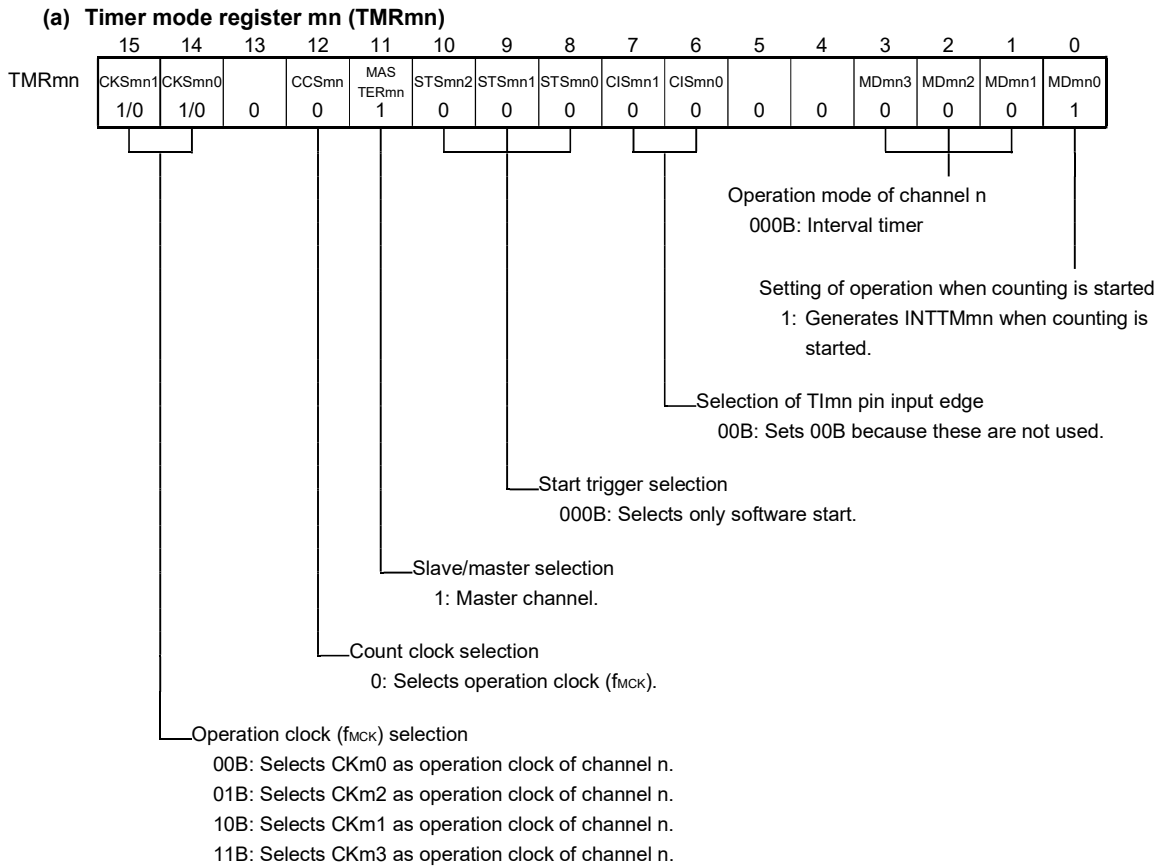 (a) Timer mode register mn (TMRmn)
15 14 13 12 11 10 9 8 7 6 5 4 3 2 1 0
TMRmn CKSmn1 CKSmn0 CCSmn MAS TERmn STSmn2 STSmn1 STSmn0 CISmn1 CISmn0 MDmn3 MDmn2 MDmn1 MDmn0
1/0 1/0 0 0 1 0 0 0 0 0 0 0 0 0 0 1
Operation mode of channel n
000B: Interval timer
Setting of operation when counting is started
1: Generates INTTMmn when counting is
started.
Selection of TImn pin input edge
00B: Sets 00B because these are not used.
Start trigger selection
000B: Selects only software start.
Slave/master selection
1: Master channel.
Count clock selection
0: Selects operation clock (fMCK).
Operation clock (fMCK) selection
00B: Selects CKm0 as operation clock of channel n.
01B: Selects CKm2 as operation clock of channel n.
10B: Selects CKm1 as operation clock of channel n.
11B: Selects CKm3 as operation clock of channel n.